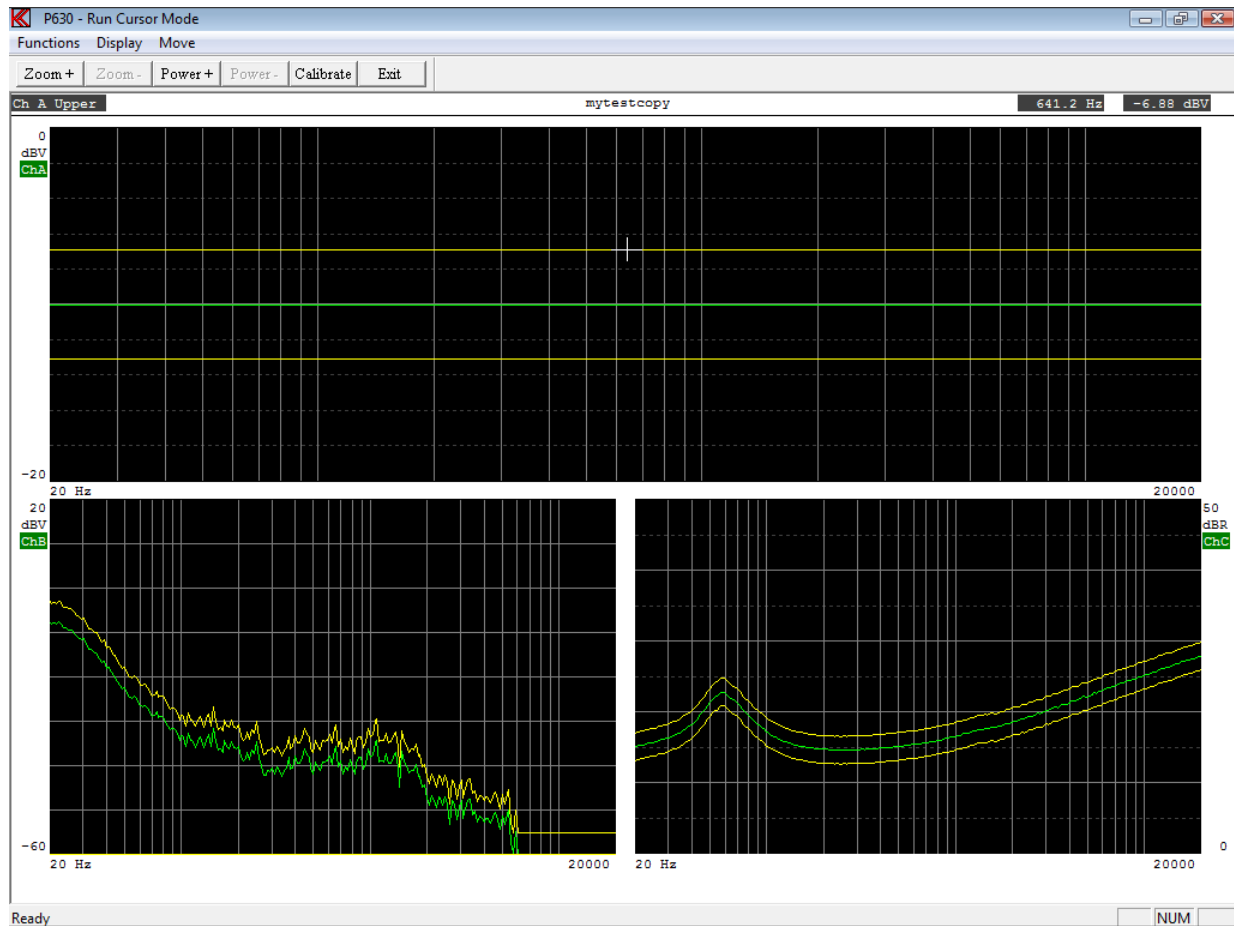 P630 - Run Cursor Mode
Functions Display Move
Zoom + Zoom - Power + Power - Calibrate Exit
Ch A Upper mytestcopy 641.2 Hz -6.88 dBV
0
dBV
ChA
-20
20 Hz 20000
20
dBV
ChB
-60
20 Hz 20000
50
dBR
ChC
0
20 Hz 20000
Ready NUM